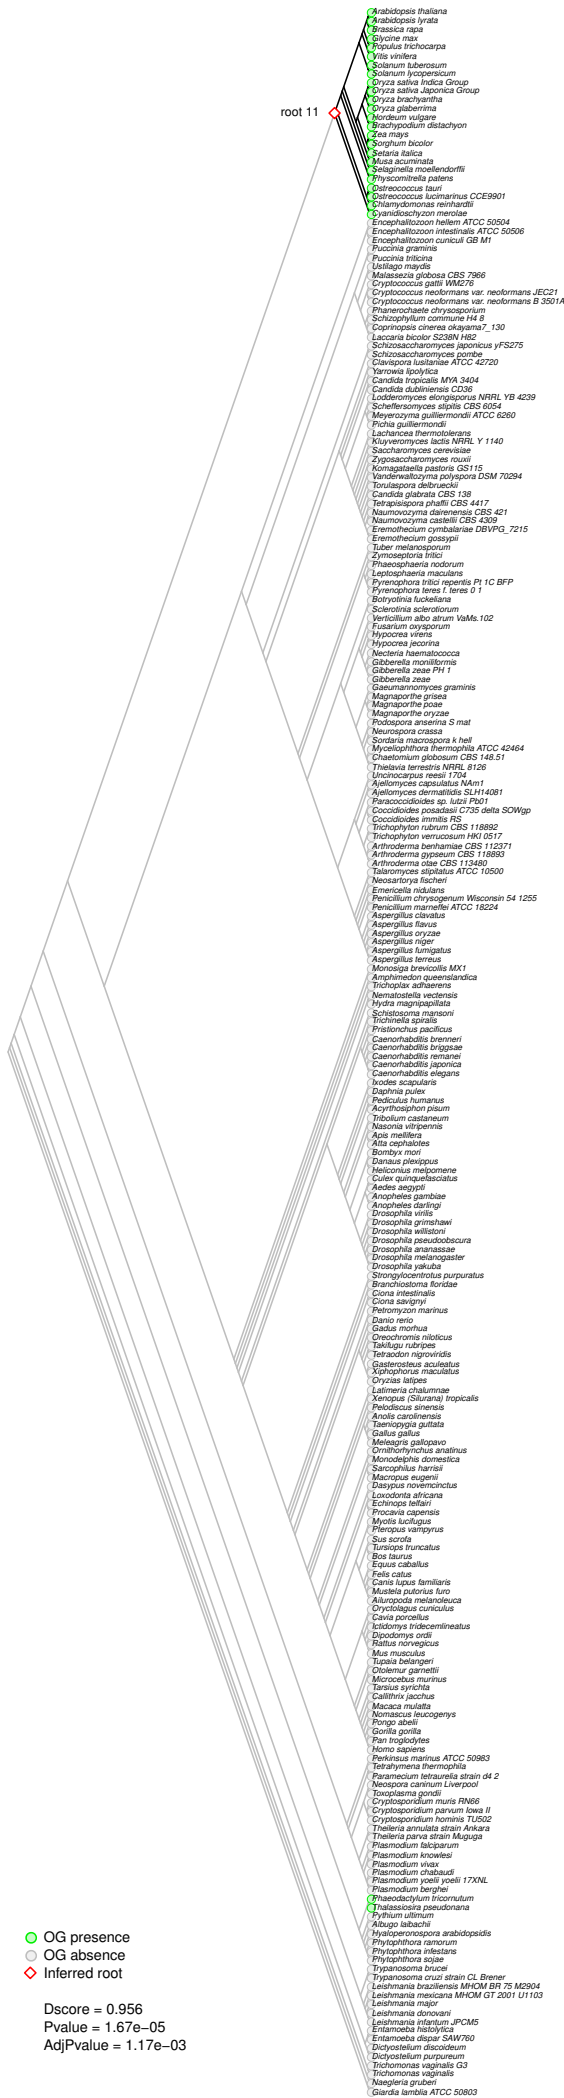 Arabidopsis thaliana
Arabidopsis lyrata
Brassica rapa
Glycine max
Populus trichocarpa
Vitis vinifera
Solanum tuberosum
Solanum lycopersicum
Oryza sativa Indica Group
Oryza sativa Japonica Group
Oryza brachyantha
Oryza glaberrima
root 11
Hordeum vulgare
Brachypodium distachyon
Zea mays
Sorghum bicolor
Setaria italica
Musa acuminata
Selaginella moellendorffii
Physcomitrella patens
Ostreococcus tauri
Ostreococcus lucimarinus CCE9901
Chlamydomonas reinhardtii
Cyanidioschyzon merolae
Encephalitozoon hellem ATCC 50504
Encephalitozoon intestinalis ATCC 50506
Encephalitozoon cuniculi GB M1
Puccinia graminis
Puccinia triticina
Ustilago maydis
Malassezia globosa CBS 7966
Cryptococcus gattii WM276
Cryptococcus neoformans var. neoformans JEC21
Cryptococcus neoformans var. neoformans B 3501A
Phanerochaete chrysosporium
Schizophyllum commune H4 8
Coprinopsis cinerea okayama7_130
Laccaria bicolor S238N H82
Schizosaccharomyces japonicus yFS275
Schizosaccharomyces pombe
Clavispora lusitaniae ATCC 42720
Yarrowia lipolytica
Candida tropicalis MYA 3404
Candida dubliniensis CD36
Lodderomyces elongisporus NRRL YB 4239
Scheffersomyces stipitis CBS 6054
Meyerozyma guilliermondii ATCC 6260
Pichia guilliermondii
Lachancea thermotolerans
Kluyveromyces lactis NRRL Y 1140
Saccharomyces cerevisiae
Zygosaccharomyces rouxii
Komagataella pastoris GS115
Vanderwaltozyma polyspora DSM 70294
Torulaspora delbrueckii
Candida glabrata CBS 138
Tetrapisispora phaffii CBS 4417
Naumovozyma dairenensis CBS 421
Naumovozyma castellii CBS 4309
Eremothecium cymbalariae DBVPG_7215
Eremothecium gossypii
Tuber melanosporum
Zymoseptoria tritici
Phaeosphaeria nodorum
Leptosphaeria maculans
Pyrenophora tritici repentis Pt 1C BFP
Pyrenophora teres f. teres 0 1
Botryotinia fuckeliana
Sclerotinia sclerotiorum
Verticillium albo atrum VaMs.102
Fusarium oxysporum
Hypocrea virens
Hypocrea jecorina
Necteria haematococca
Gibberella moniliformis
Gibberella zeae PH 1
Gibberella zeae
Gaeumannomyces graminis
Magnaporthe grisea
Magnaporthe poae
Magnaporthe oryzae
Podospora anserina S mat
Neurospora crassa
Sordaria macrospora k hell
Myceliophthora thermophila ATCC 42464
Chaetomium globosum CBS 148.51
Thielavia terrestris NRRL 8126
Uncinocarpus reesii 1704
Ajellomyces capsulatus NAm1
Ajellomyces dermatitidis SLH14081
Paracoccidioides sp. lutzii Pb01
Coccidioides posadasii C735 delta SOWgp
Coccidioides immitis RS
Trichophyton rubrum CBS 118892
Trichophyton verrucosum HKI 0517
Arthroderma benhamiae CBS 112371
Arthroderma gypseum CBS 118893
Arthroderma otae CBS 113480
Talaromyces stipitatus ATCC 10500
Neosartorya fischeri
Emericella nidulans
Penicillium chrysogenum Wisconsin 54 1255
Penicillium marneffei ATCC 18224
Aspergillus clavatus
Aspergillus flavus
Aspergillus oryzae
Aspergillus niger
Aspergillus fumigatus
Aspergillus terreus
Monosiga brevicollis MX1
Amphimedon queenslandica
Trichoplax adhaerens
Nematostella vectensis
Hydra magnipapillata
Schistosoma mansoni
Trichinella spiralis
Pristionchus pacificus
Caenorhabditis brenneri
Caenorhabditis briggsae
Caenorhabditis remanei
Caenorhabditis japonica
Caenorhabditis elegans
Ixodes scapularis
Daphnia pulex
Pediculus humanus
Acyrthosiphon pisum
Tribolium castaneum
Nasonia vitripennis
Apis mellifera
Atta cephalotes
Bombyx mori
Danaus plexippus
Heliconius melpomene
Culex quinquefasciatus
Aedes aegypti
Anopheles gambiae
Anopheles darlingi
Drosophila virilis
Drosophila grimshawi
Drosophila willistoni
Drosophila pseudoobscura
Drosophila ananassae
Drosophila melanogaster
Drosophila yakuba
Strongylocentrotus purpuratus
Branchiostoma floridae
Ciona intestinalis
Ciona savignyi
Petromyzon marinus
Danio rerio
Gadus morhua
Oreochromis niloticus
Takifugu rubripes
Tetraodon nigroviridis
Gasterosteus aculeatus
Xiphophorus maculatus
Oryzias latipes
Latimeria chalumnae
Xenopus (Silurana) tropicalis
Pelodiscus sinensis
Anolis carolinensis
Taeniopygia guttata
Gallus gallus
Meleagris gallopavo
Ornithorhynchus anatinus
Monodelphis domestica
Sarcophilus harrisii
Macropus eugenii
Dasypus novemcinctus
Loxodonta africana
Echinops telfairi
Procavia capensis
Myotis lucifugus
Pteropus vampyrus
Sus scrofa
Tursiops truncatus
Bos taurus
Equus caballus
Felis catus
Canis lupus familiaris
Mustela putorius furo
Ailuropoda melanoleuca
Oryctolagus cuniculus
Cavia porcellus
Ictidomys tridecemlineatus
Dipodomys ordii
Rattus norvegicus
Mus musculus
Tupaia belangeri
Otolemur garnettii
Microcebus murinus
Tarsius syrichta
Callithrix jacchus
Macaca mulatta
Nomascus leucogenys
Pongo abelii
Gorilla gorilla
Pan troglodytes
Homo sapiens
Perkinsus marinus ATCC 50983
Tetrahymena thermophila
Paramecium tetraurelia strain d4 2
Neospora caninum Liverpool
Toxoplasma gondii
Cryptosporidium muris RN66
Cryptosporidium parvum Iowa II
Cryptosporidium hominis TU502
Theileria annulata strain Ankara
Theileria parva strain Muguga
Plasmodium falciparum
Plasmodium knowlesi
Plasmodium vivax
Plasmodium chabaudi
Plasmodium yoelii yoelii 17XNL
Plasmodium berghei
Phaeodactylum tricornutum
Thalassiosira pseudonana
Pythium ultimum
Albugo laibachii
Hyaloperonospora arabidopsidis
Phytophthora ramorum
Phytophthora infestans
Phytophthora sojae
Trypanosoma brucei
Trypanosoma cruzi strain CL Brener
Leishmania braziliensis MHOM BR 75 M2904
Leishmania mexicana MHOM GT 2001 U1103
Leishmania major
Leishmania donovani
Leishmania infantum JPCM5
Entamoeba histolytica
Entamoeba dispar SAW760
Dictyostelium discoideum
Dictyostelium purpureum
Trichomonas vaginalis G3
Trichomonas vaginalis
Naegleria gruberi
Giardia lamblia ATCC 50803
OG presence
OG absence
Inferred root
Dscore = 0.956
Pvalue = 1.67e−05
AdjPvalue = 1.17e−03